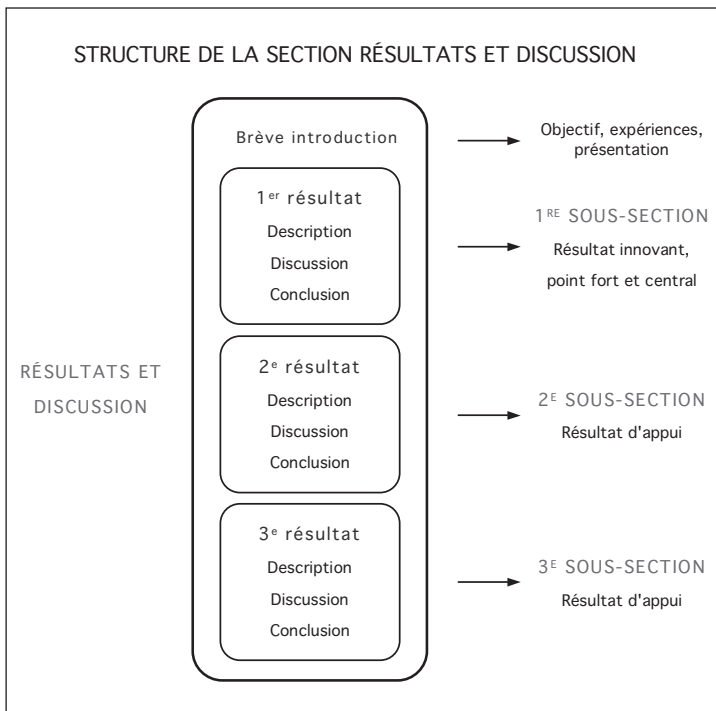 STRUCTURE DE LA SECTION RÉSULTATS ET DISCUSSION
Brève introduction
Objectif, expériences,
présentation
1er résultat
Description
Discussion
Conclusion
1RE SOUS-SECTION
Résultat innovant,
point fort et central
RÉSULTATS ET
DISCUSSION
2e résultat
Description
Discussion
Conclusion
2E SOUS-SECTION
Résultat d'appui
3e résultat
Description
Discussion
Conclusion
3E SOUS-SECTION
Résultat d'appui